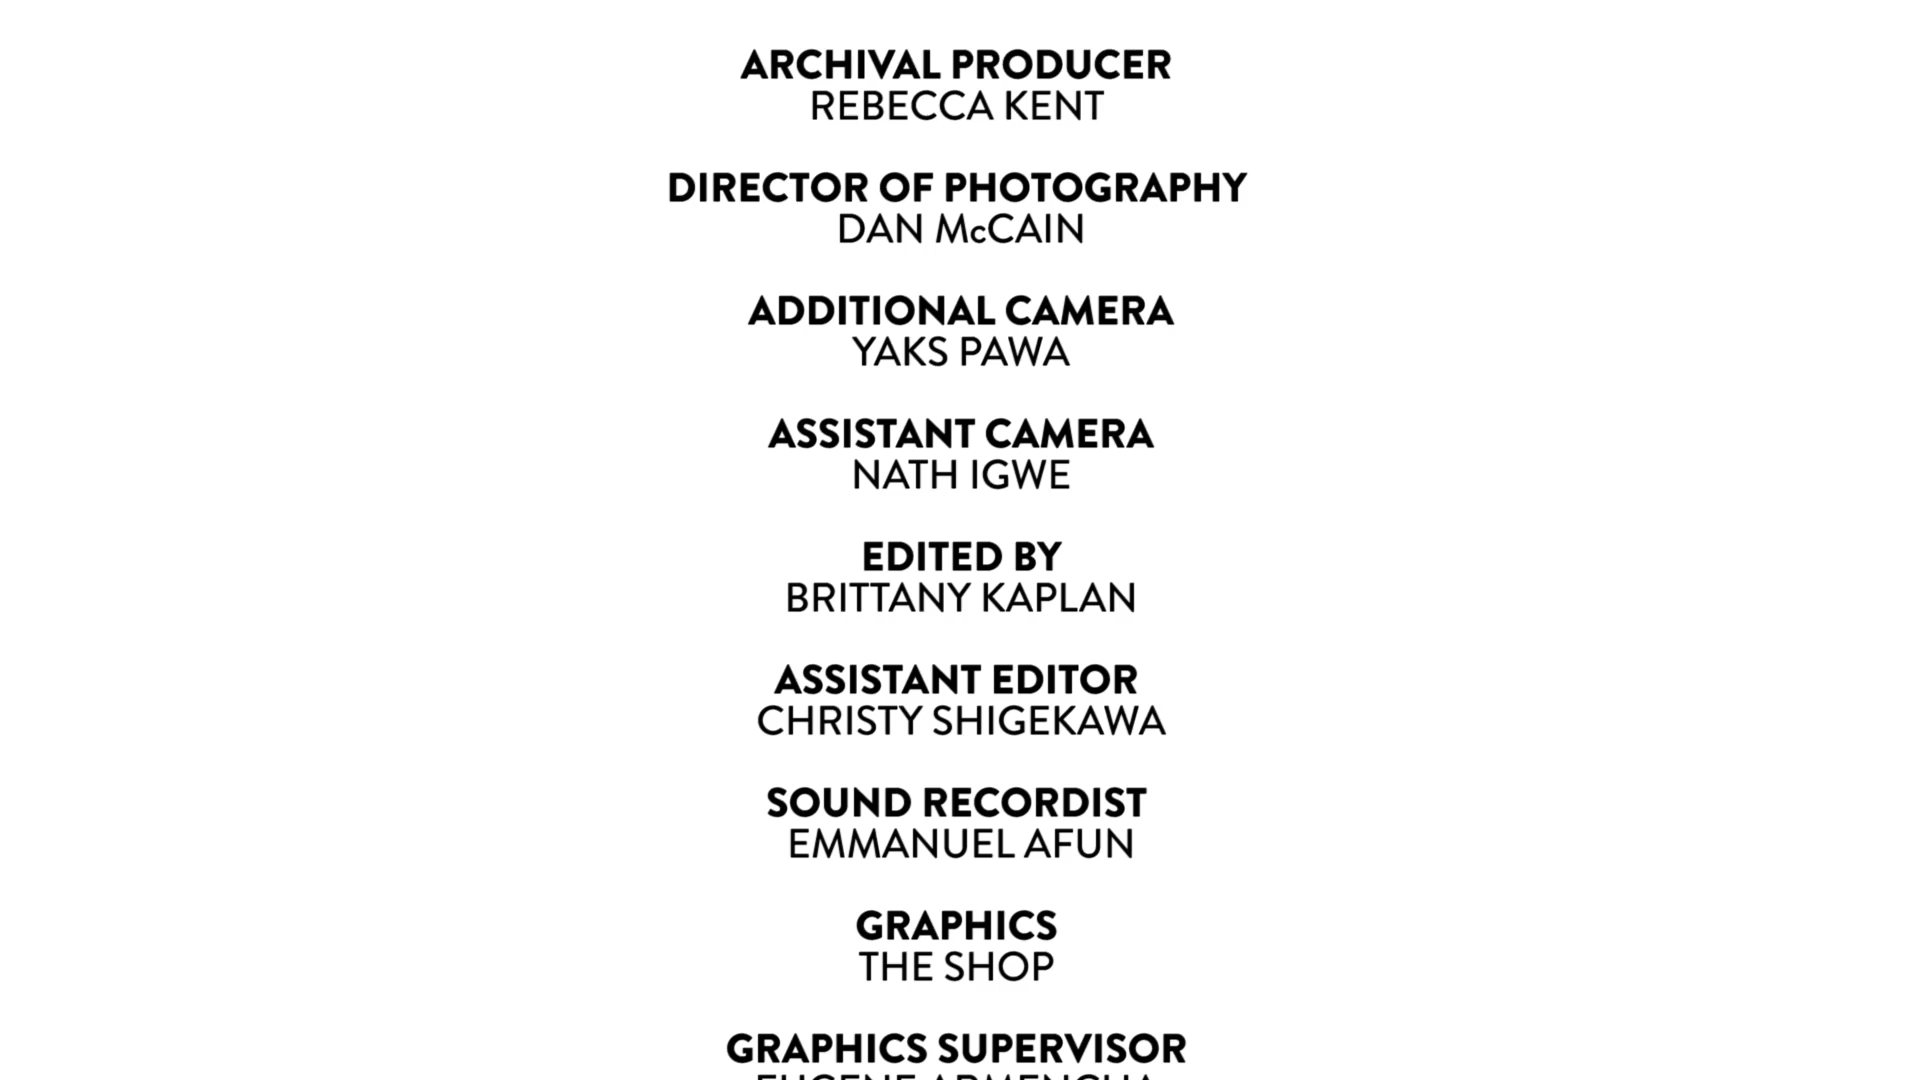 ARCHIVAL PRODUCER
REBECCA KENT
DIRECTOR OF PHOTOGRAPHY
DAN McCAIN
ADDITIONAL CAMERA
YAKS PAWA
ASSISTANT CAMERA
NATH IGWE
EDITED BY
BRITTANY KAPLAN
ASSISTANT EDITOR
CHRISTY SHIGEKAWA
SOUND RECORDIST
EMMANUEL AFUN
GRAPHICS
THE SHOP
GRAPHICS SUPERVISOR
EUGENE